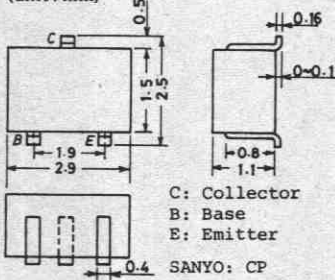 0.5
C
0.16
0~0.1
1.5
2.5
B
E
1.9
2.9
0.8
1.1
C: Collector
B: Base
E: Emitter
0.4
SANYO: CP